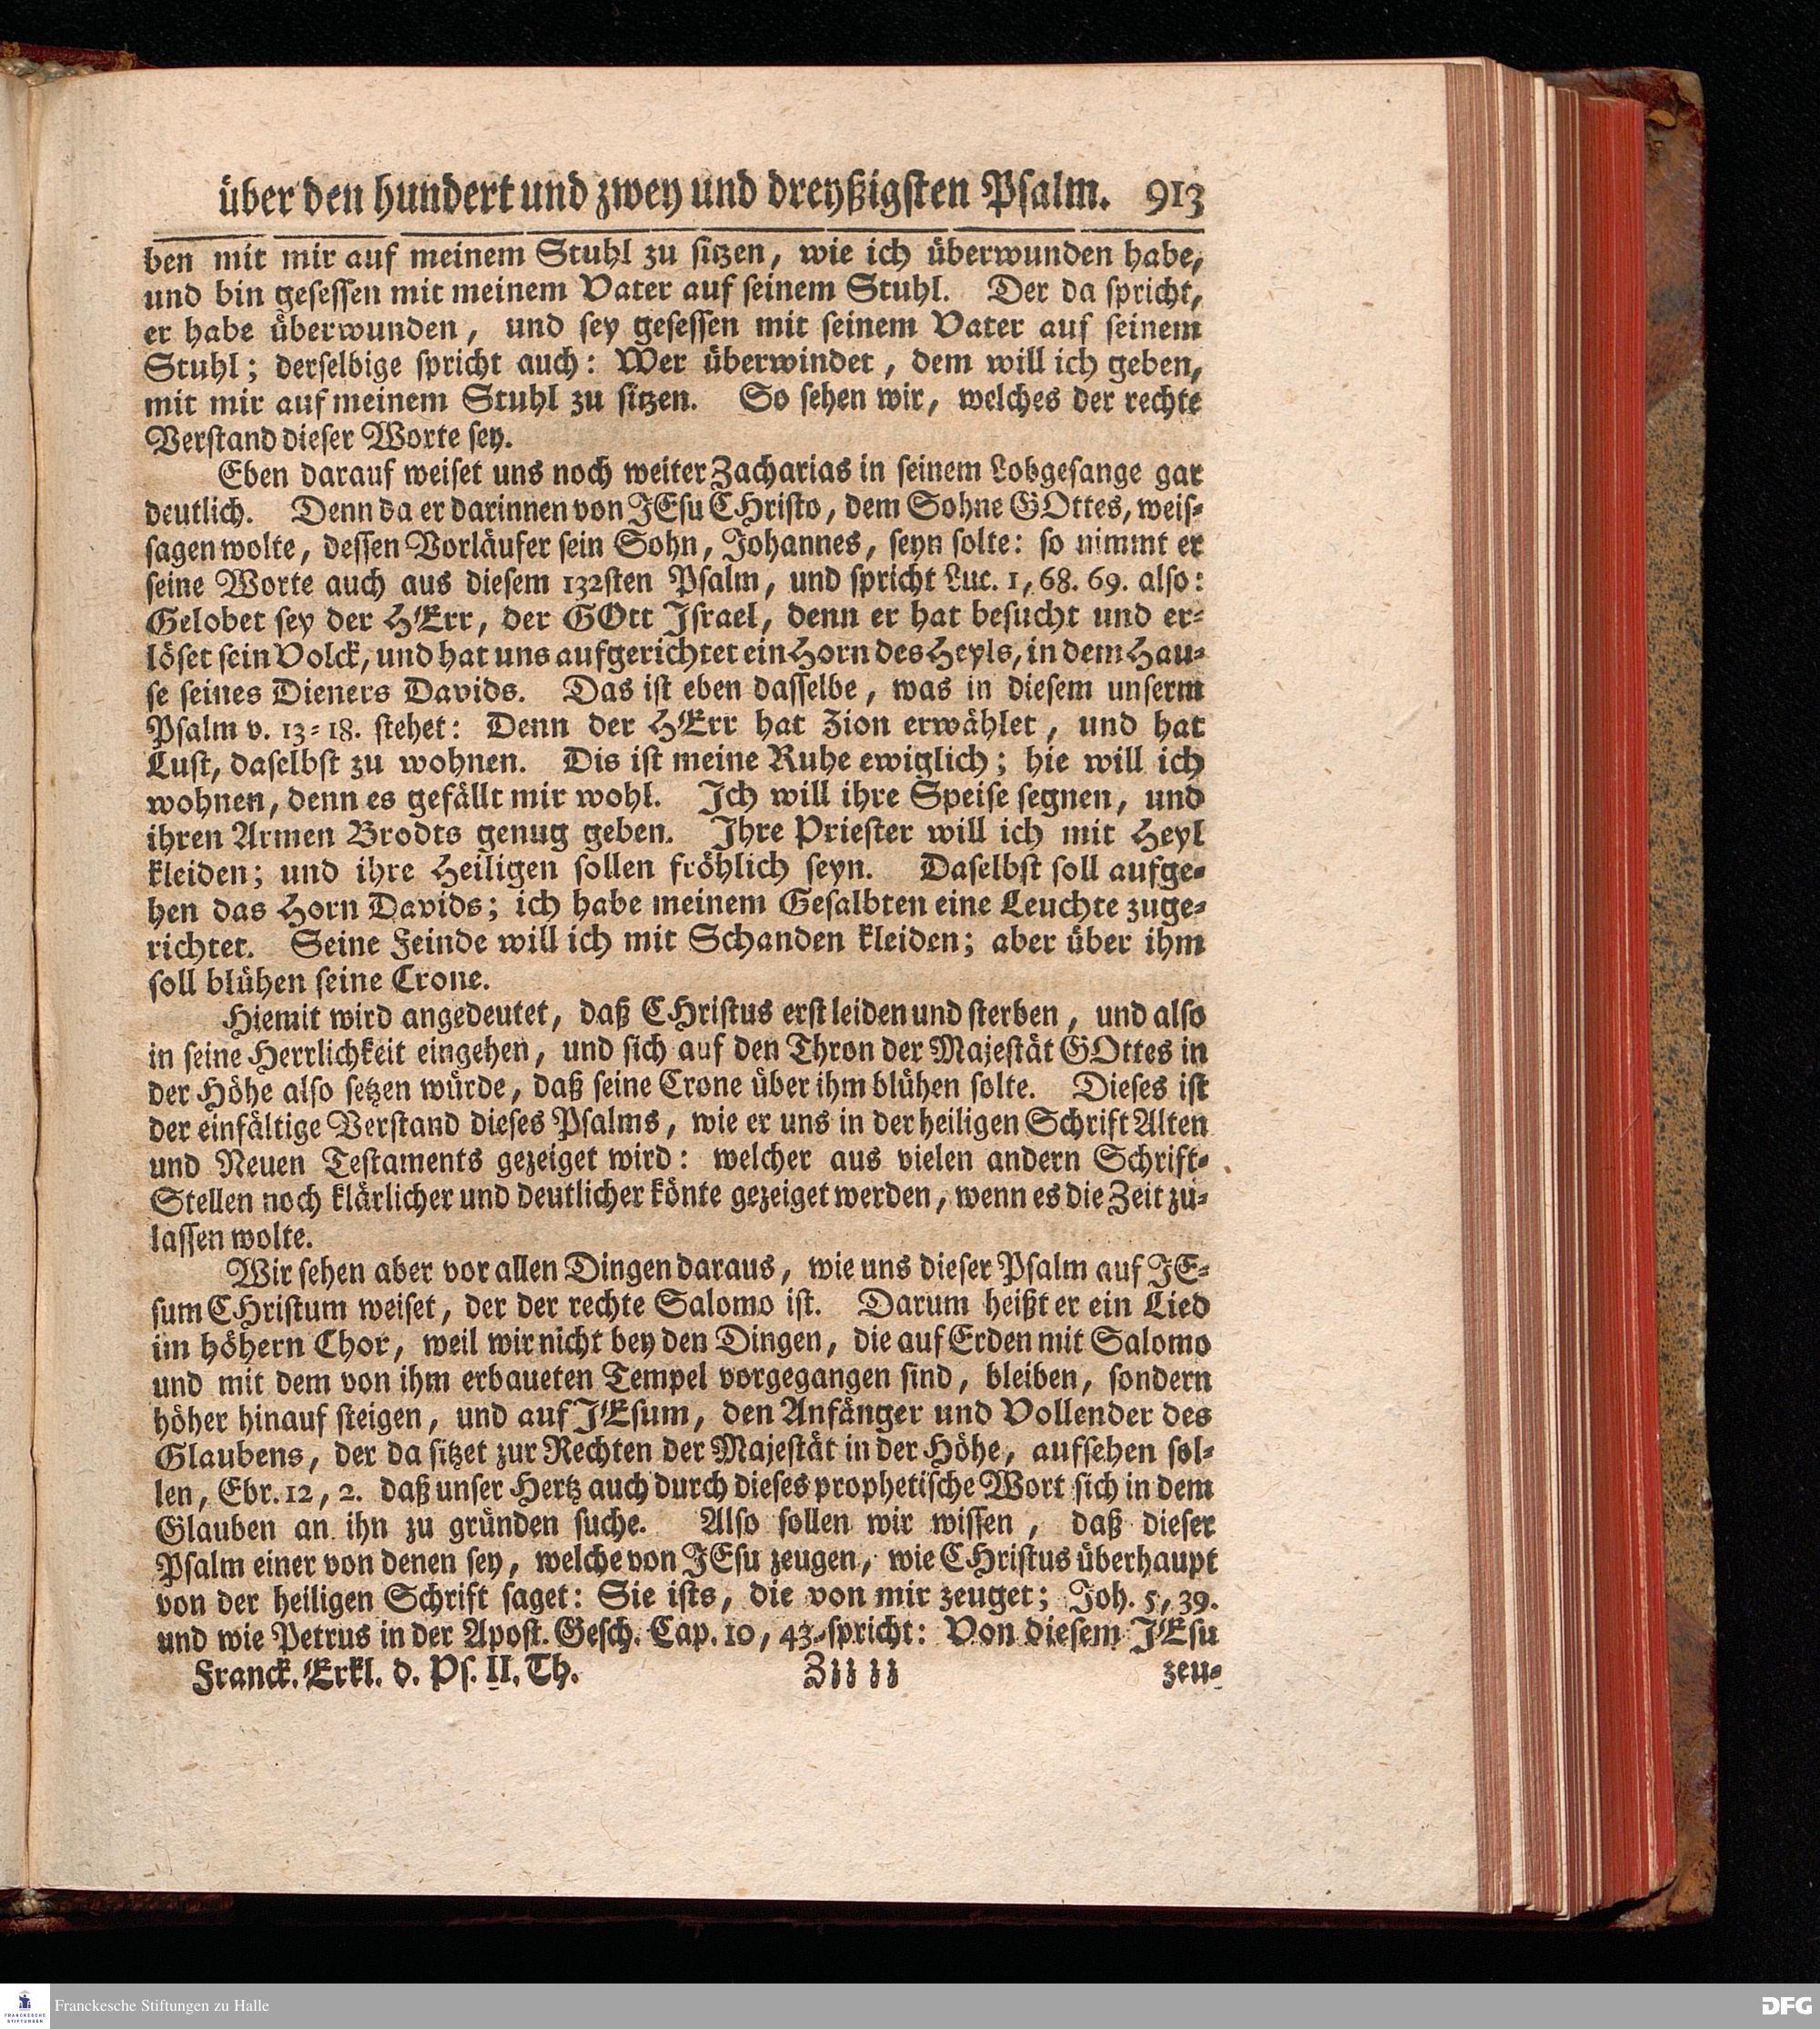 über den hundert und zwey und dreyßigsten Psalm. 913
ben mit mir auf meinem Stuhl zu sitzen, wie ich überwunden habe,
und bin gesessen mit meinem Vater auf seinem Stuhl. Der da spricht,
er habe überwunden, und sey gesessen mit seinem Vater auf seinem
Stuhl; derselbige spricht auch: Wer überwindet, dem will ich geben,
mit mir auf meinem Stuhl zu sitzen. So sehen wir, welches der rechte
Verstand dieser Worte sey.
Eben darauf weiset uns noch weiter Zacharias in seinem Lobgesange gar
deutlich. Denn da er darinnen von JEsu CHristo, dem Sohne GOttes, weis-
sagen wolte, dessen Vorläufer sein Sohn, Johannes, seyn solte: so nimmt er
seine Worte auch aus diesem 132sten Psalm, und spricht Luc. 1, 68. 69. also:
Gelobet sey der HErr, der GOtt Israel, denn er hat besucht und er-
löset sein Volck, und hat uns aufgerichtet ein Horn des Heyls, in dem Hau-
se seines Dieners Davids. Das ist eben dasselbe, was in diesem unserm
Psalm v. 13-18. stehet: Denn der HErr hat Zion erwählet, und hat
Lust, daselbst zu wohnen. Dis ist meine Ruhe ewiglich; hie will ich
wohnen, denn es gefällt mir wohl. Ich will ihre Speise segnen, und
ihren Armen Brodts genug geben. Ihre Priester will ich mit Heyl
kleiden; und ihre Heiligen sollen fröhlich seyn. Daselbst soll aufge-
hen das Horn Davids; ich habe meinem Gesalbten eine Leuchte zuge-
richtet. Seine Feinde will ich mit Schanden kleiden; aber über ihm
soll blühen seine Crone.
Hiemit wird angedeutet, daß CHristus erst leiden und sterben, und also
in seine Herrlichkeit eingehen, und sich auf den Thron der Majestät GOttes in
der Höhe also setzen würde, daß seine Crone über ihm blühen solte. Dieses ist
der einfältige Verstand dieses Psalms, wie er uns in der heiligen Schrift Alten
und Neuen Testaments gezeiget wird: welcher aus vielen andern Schrift-
Stellen noch klärlicher und deutlicher könte gezeiget werden, wenn es die Zeit zu-
lassen wolte.
Wir sehen aber vor allen Dingen daraus, wie uns dieser Psalm auf JE-
sum CHristum weiset, der der rechte Salomo ist. Darum heißt er ein Lied
im höhern Chor, weil wir nicht bey den Dingen, die auf Erden mit Salomo
und mit dem von ihm erbaueten Tempel vorgegangen sind, bleiben, sondern
höher hinauf steigen, und auf JEsum, den Anfänger und Vollender des
Glaubens, der da sitzet zur Rechten der Majestät in der Höhe, aufsehen sol-
len, Ebr. 12, 2. daß unser Hertz auch durch dieses prophetische Wort sich in dem
Glauben an ihn zu gründen suche. Also sollen wir wissen, daß dieser
Psalm einer von denen sey, welche von JEsu zeugen, wie CHristus überhaupt
von der heiligen Schrift saget: Sie ists, die von mir zeuget; Joh. 5, 39.
und wie Petrus in der Apost. Gesch. Cap. 10, 43. spricht: Von diesem JEsu
Franck. Erkl. d. Ps. II. Th. Zzz zz zeu-
Franckesche Stiftungen zu Halle
FRANCKESCHE STIFTUNGEN
DFG